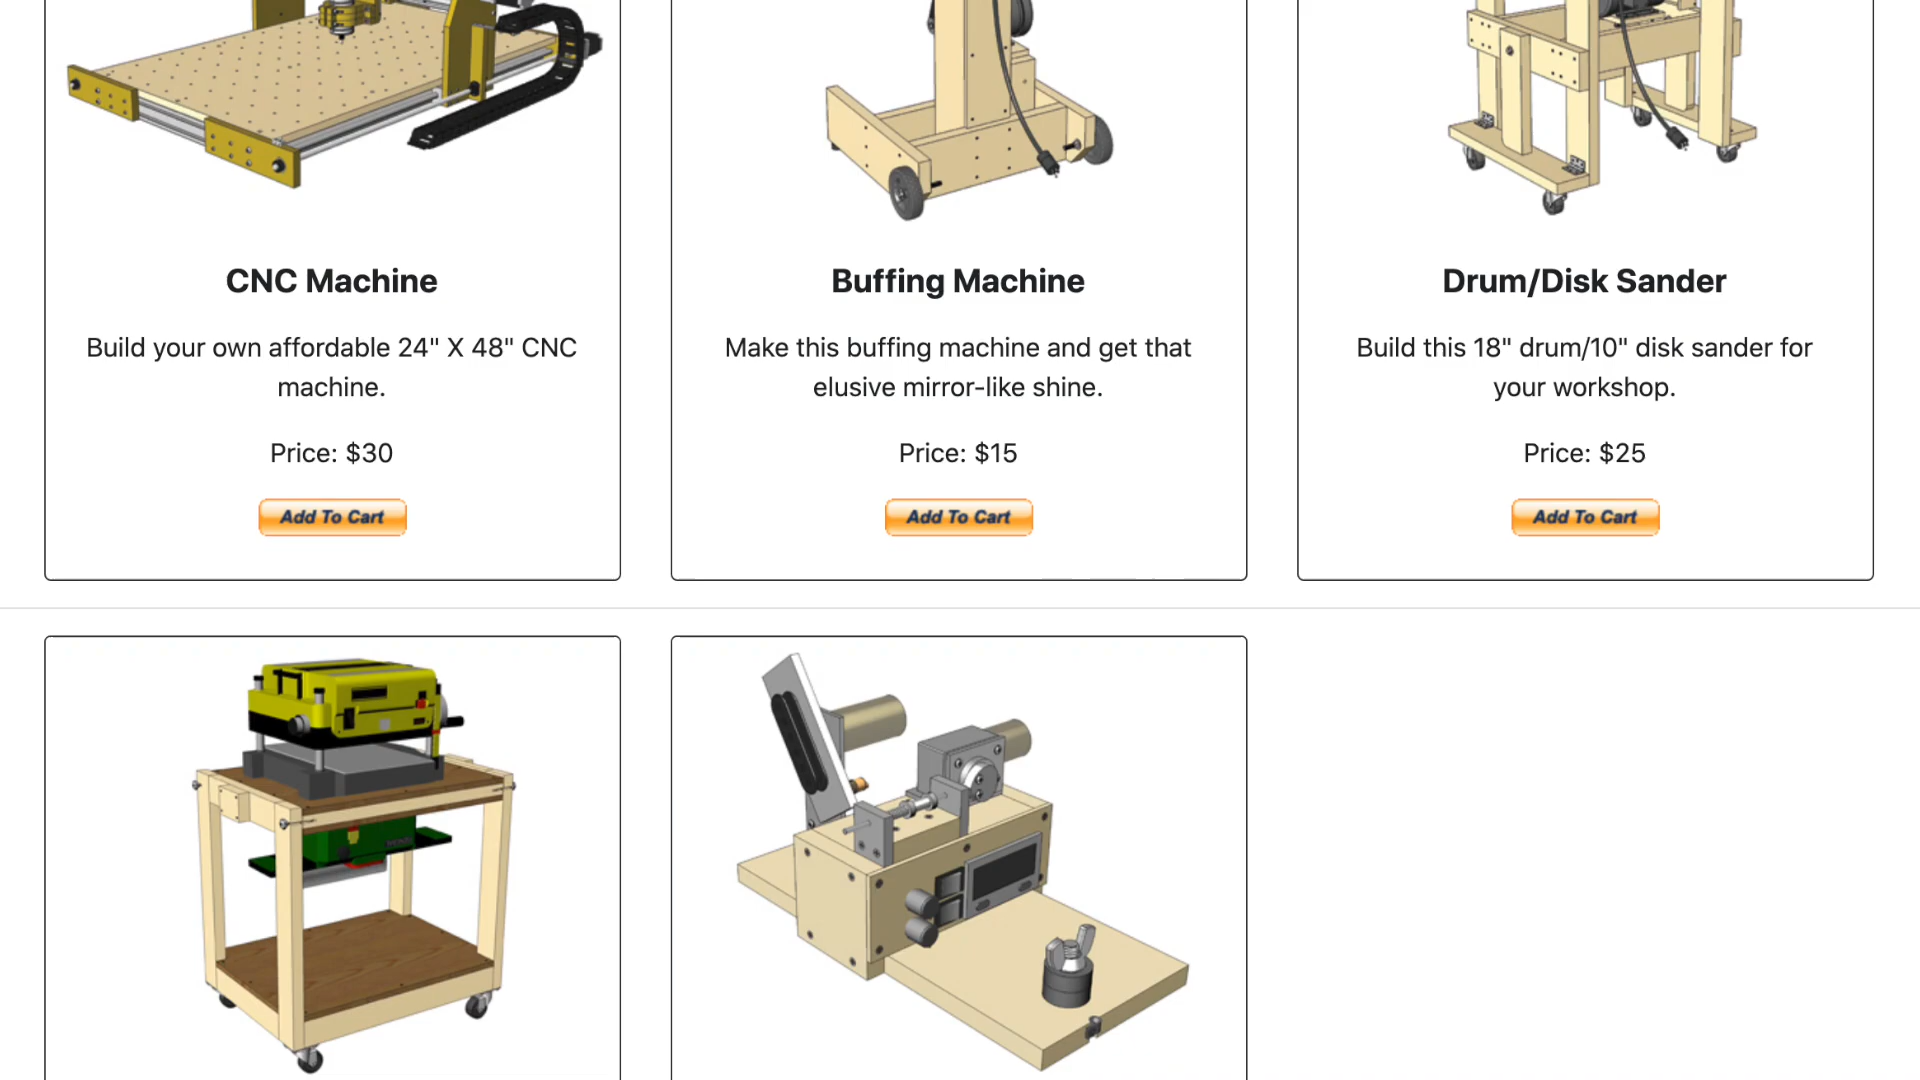 CNC Machine
Build your own affordable 24" X 48" CNC
machine.
Price: $30
Add To Cart
Buffing Machine
Make this buffing machine and get that
elusive mirror-like shine.
Price: $15
Add To Cart
Drum/Disk Sander
Build this 18" drum/10" disk sander for
your workshop.
Price: $25
Add To Cart